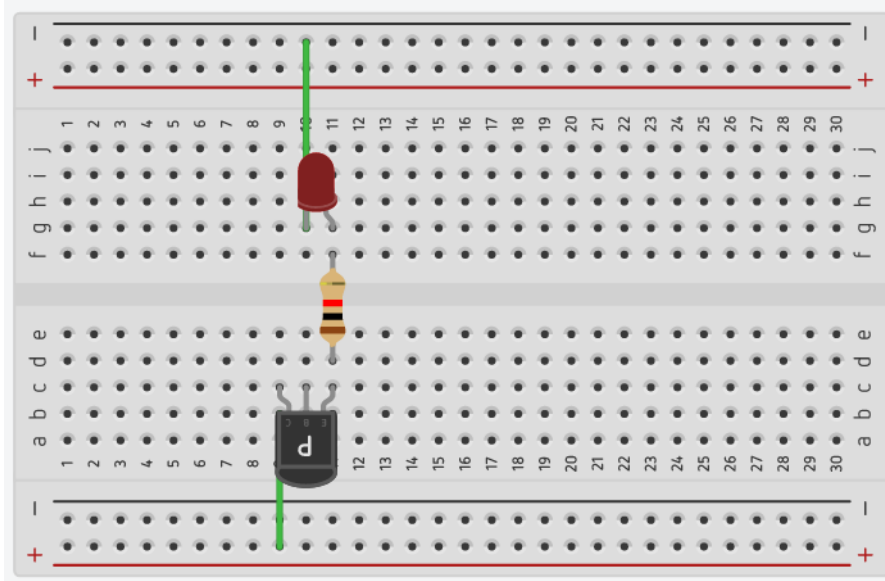 − −
+ +
1 2 3 4 5 6 7 8 9 10 11 12 13 14 15 16 17 18 19 20 21 22 23 24 25 26 27 28 29 30
j j
i i
h h
g g
f f
e e
d d
c c
C B E
b b
P
a a
1 2 3 4 5 6 7 8 12 13 14 15 16 17 18 19 20 21 22 23 24 25 26 27 28 29 30
− −
+ +